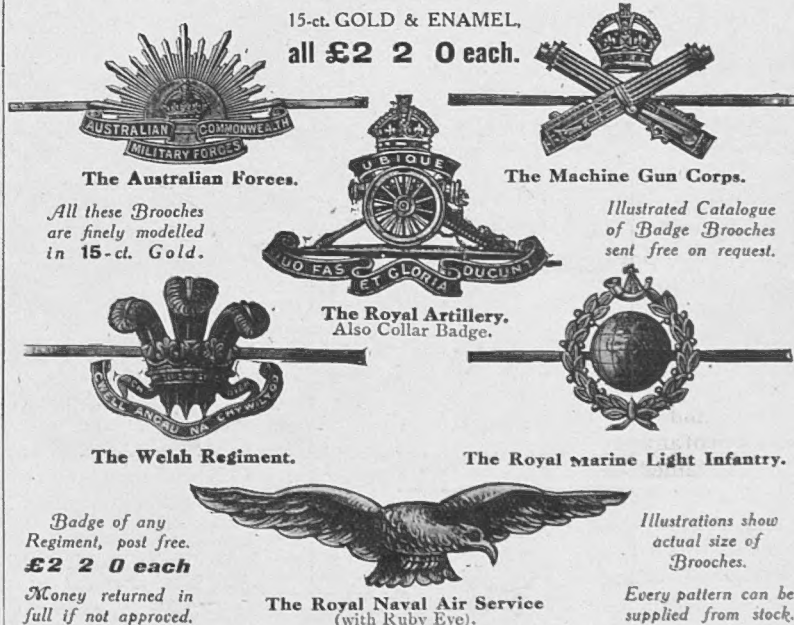 15-ct. GOLD & ENAMEL,
all £2 2 0 each.
AUSTRALIAN COMMONWEALTH
MILITARY FORCES
The Australian Forces.
UBIQUE
QUO FAS ET GLORIA DUCUNT
The Royal Artillery.
Also Collar Badge.
The Machine Gun Corps.
All these Brooches
are finely modelled
in 15-ct. Gold.
Illustrated Catalogue
of Badge Brooches
sent free on request.
GWELL ANGAU NA CHYWILYDD
The Welsh Regiment.
The Royal Marine Light Infantry.
Badge of any
Regiment, post free.
£2 2 0 each
Money returned in
full if not approved.
The Royal Naval Air Service
(with Ruby Eye).
Illustrations show
actual size of
Brooches.
Every pattern can be
supplied from stock.